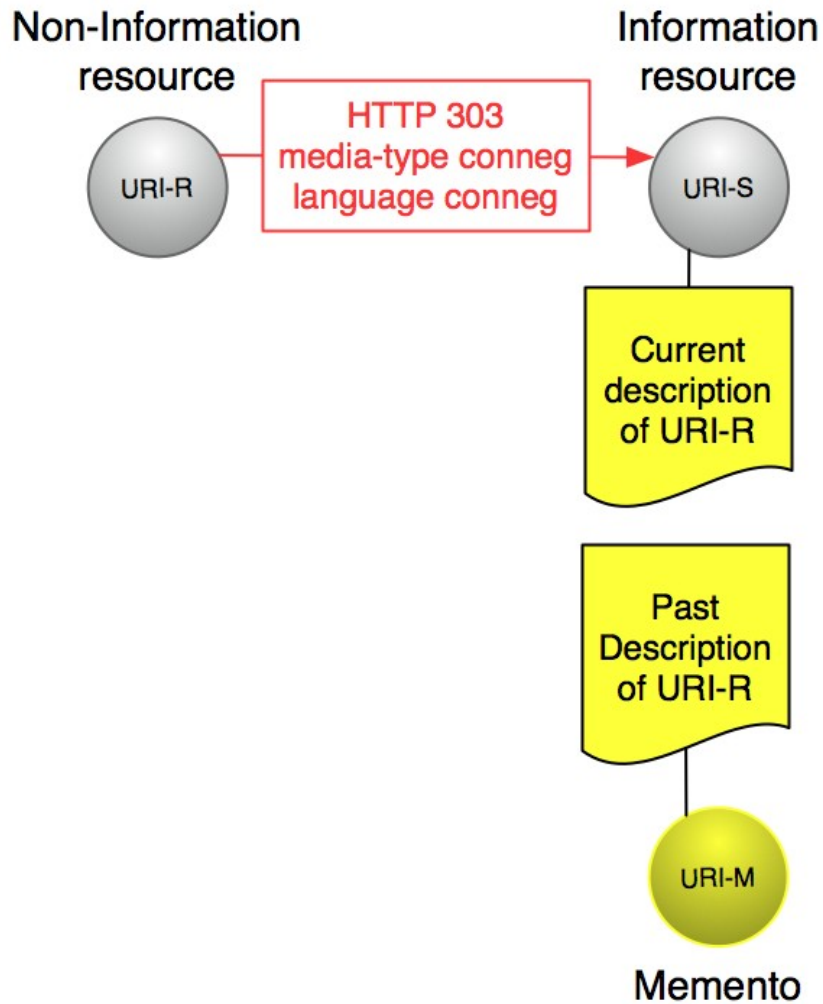 Non-Information
resource
Information
resource
URI-R
HTTP 303
media-type conneg
language conneg
URI-S
Current
description
of URI-R
Past
Description
of URI-R
URI-M
Memento